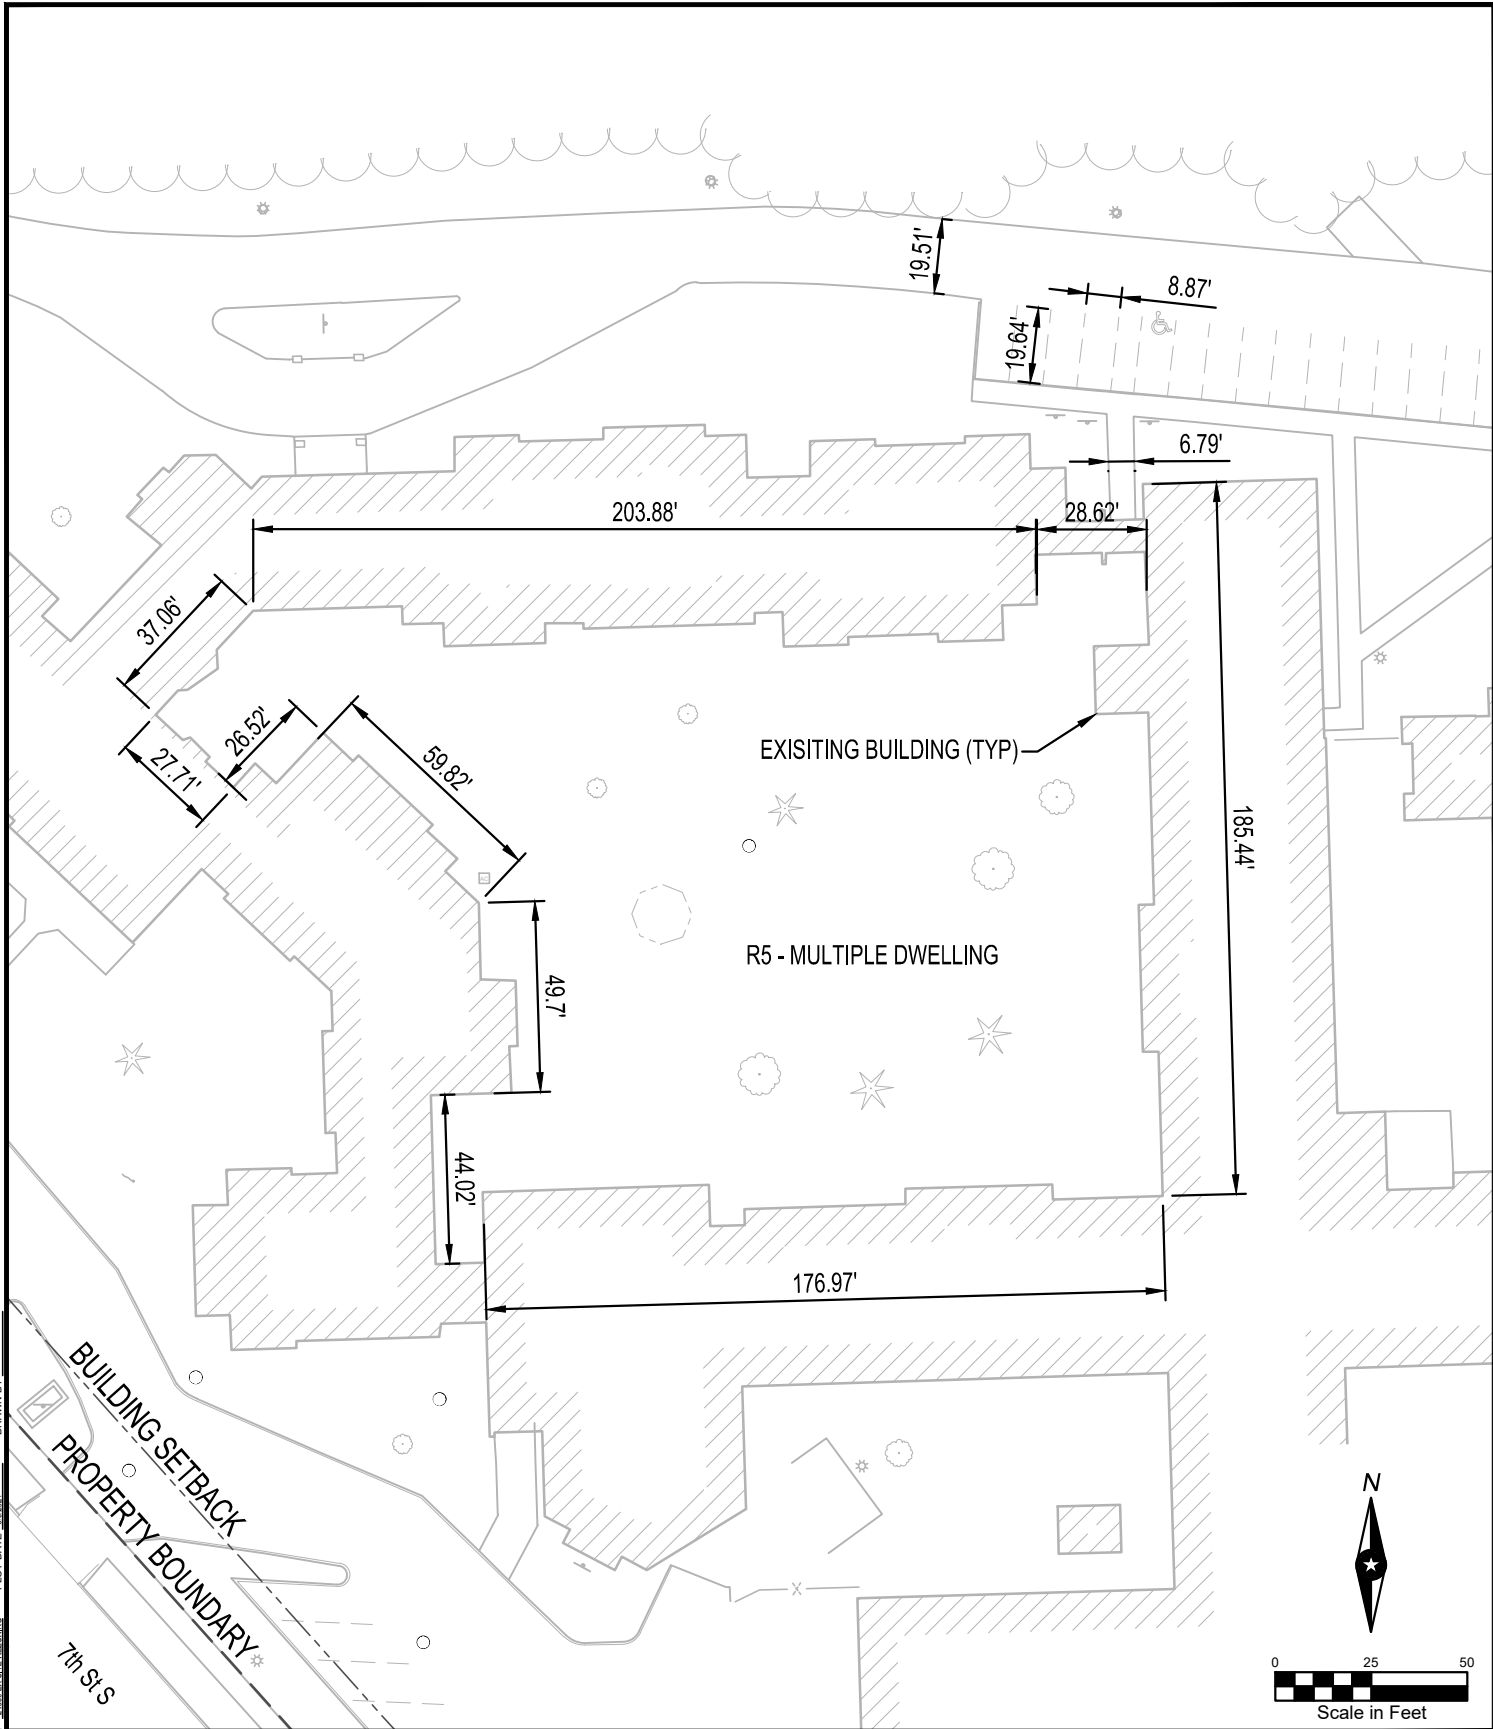 19.51'
8.87'
19.64'
6.79'
203.88'
28.62'
37.06'
26.52'
27.71'
59.82'
EXISITING BUILDING (TYP)
185.44'
R5 - MULTIPLE DWELLING
49.7'
44.02'
176.97'
BUILDING SETBACK
PROPERTY BOUNDARY
7th St S
N
0 25 50
Scale in Feet